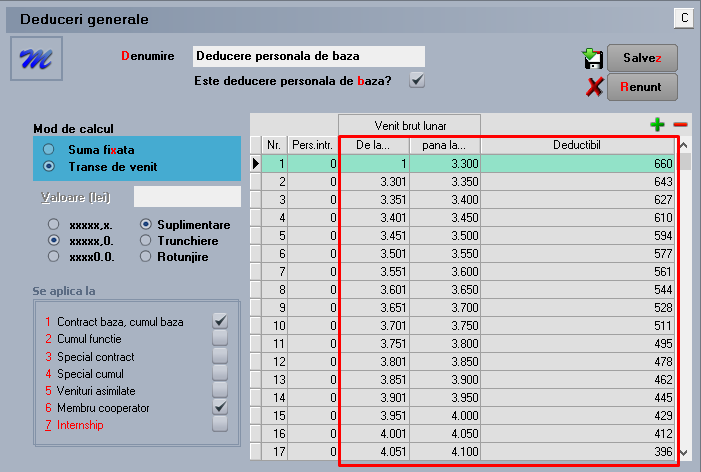 Deduceri generale
C
Denumire Deducere personala de baza
Este deducere personala de baza?
Salvez
Renunt
Mod de calcul
Suma fixata
Transe de venit
Valoare (lei)
xxxxx,x. Suplimentare
xxxxx,0. Trunchiere
xxxx0.0. Rotunjire
Se aplica la
1 Contract baza, cumul baza
2 Cumul functie
3 Special contract
4 Special cumul
5 Venituri asimilate
6 Membru cooperator
7 Internship
Venit brut lunar
Nr. Pers.intr. De la... pana la... Deductibil
1 0 1 3.300 660
2 0 3.301 3.350 643
3 0 3.351 3.400 627
4 0 3.401 3.450 610
5 0 3.451 3.500 594
6 0 3.501 3.550 577
7 0 3.551 3.600 561
8 0 3.601 3.650 544
9 0 3.651 3.700 528
10 0 3.701 3.750 511
11 0 3.751 3.800 495
12 0 3.801 3.850 478
13 0 3.851 3.900 462
14 0 3.901 3.950 445
15 0 3.951 4.000 429
16 0 4.001 4.050 412
17 0 4.051 4.100 396